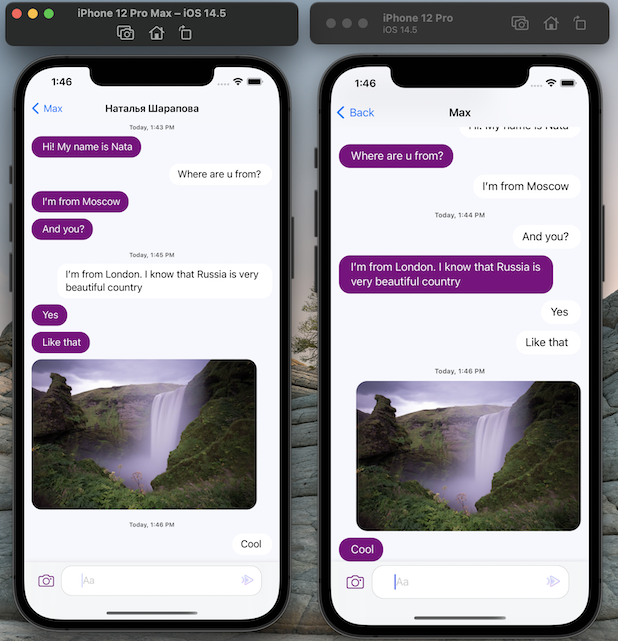 iPhone 12 Pro Max – iOS 14.5
1:46
Max
Наталья Шарапова
Today, 1:43 PM
Hi! My name is Nata
Where are u from?
I'm from Moscow
And you?
Today, 1:45 PM
I'm from London. I know that Russia is very
beautiful country
Yes
Like that
Today, 1:46 PM
Cool
Aa
iPhone 12 Pro
iOS 14.5
1:46
Back
Max
Hi! My name is Nata
Where are u from?
I'm from Moscow
Today, 1:44 PM
And you?
I'm from London. I know that Russia is
very beautiful country
Yes
Like that
Today, 1:46 PM
Cool
Aa